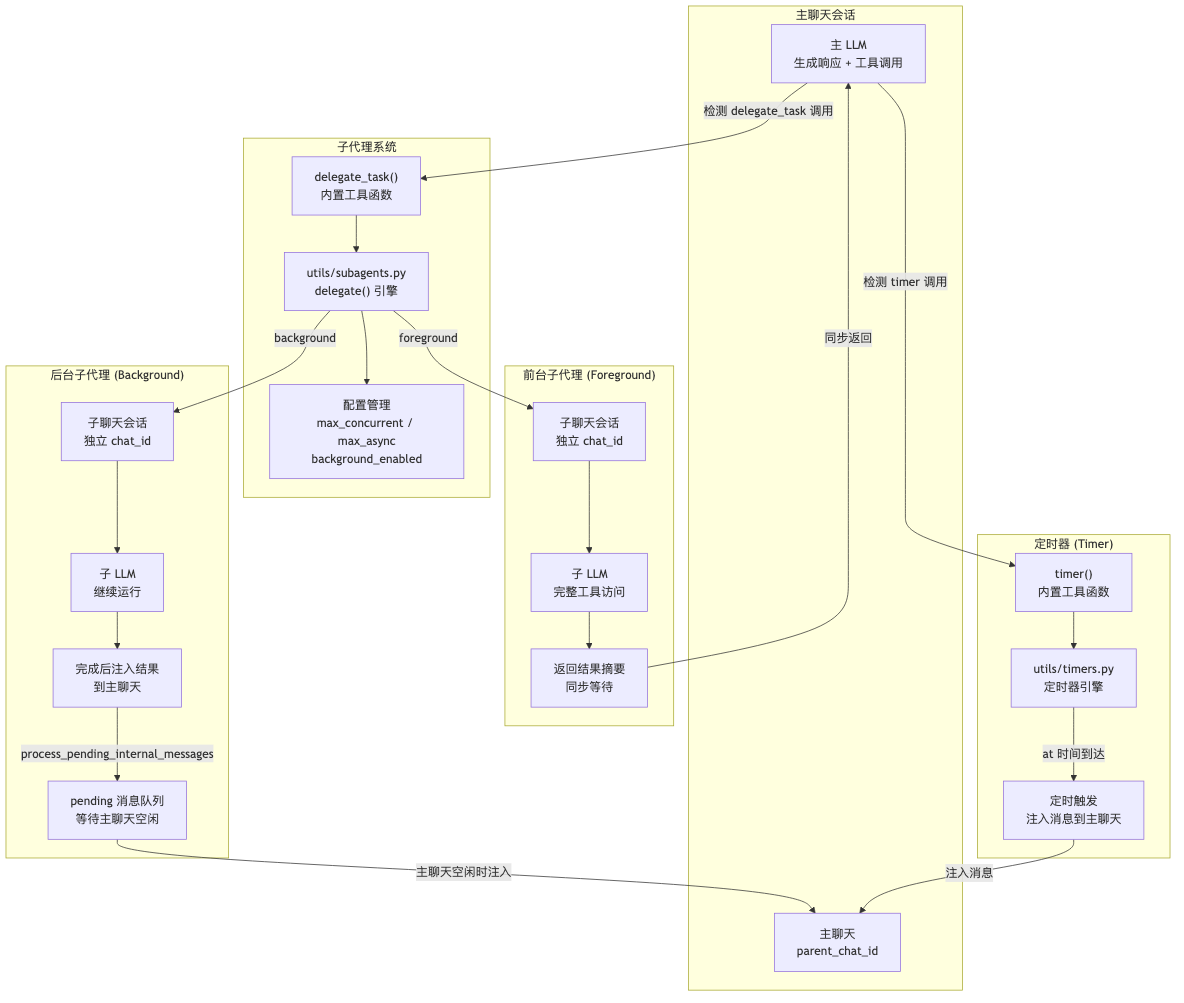 主聊天会话
主 LLM
生成响应 + 工具调用
检测 delegate_task 调用
子代理系统
delegate_task()
内置工具函数
utils/subagents.py
delegate() 引擎
检测 timer 调用
background
foreground
同步返回
后台子代理 (Background)
子聊天会话
独立 chat_id
配置管理
max_concurrent /
max_async
background_enabled
前台子代理 (Foreground)
子聊天会话
独立 chat_id
定时器 (Timer)
子 LLM
继续运行
子 LLM
完整工具访问
timer()
内置工具函数
完成后注入结果
到主聊天
返回结果摘要
同步等待
utils/timers.py
定时器引擎
process_pending_internal_messages
at 时间到达
pending 消息队列
等待主聊天空闲
定时触发
注入消息到主聊天
主聊天空闲时注入
注入消息
主聊天
parent_chat_id